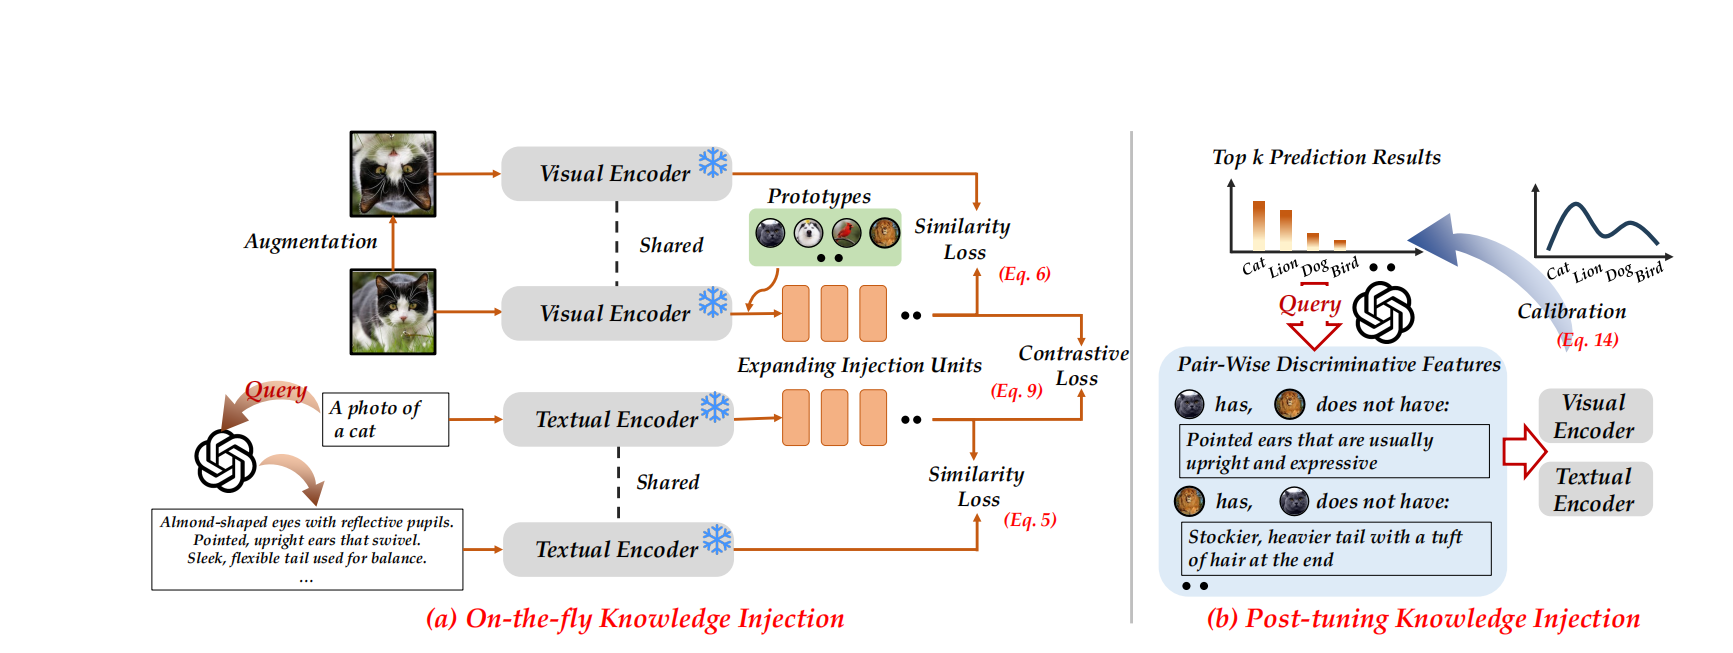 Visual Encoder
Prototypes
Augmentation
Shared
Similarity
Loss
(Eq. 6)
Visual Encoder
Expanding Injection Units
Contrastive
Loss
(Eq. 9)
Query
A photo of
a cat
Textual Encoder
Shared
Similarity
Loss
(Eq. 5)
Almond-shaped eyes with reflective pupils.
Pointed, upright ears that swivel.
Sleek, flexible tail used for balance.
...
Textual Encoder
(a) On-the-fly Knowledge Injection
Top k Prediction Results
Cat Lion Dog Bird
Cat Lion Dog Bird
Query
Calibration
(Eq. 14)
Pair-Wise Discriminative Features
has, does not have:
Pointed ears that are usually
upright and expressive
has, does not have:
Stockier, heavier tail with a tuft
of hair at the end
Visual
Encoder
Textual
Encoder
(b) Post-tuning Knowledge Injection